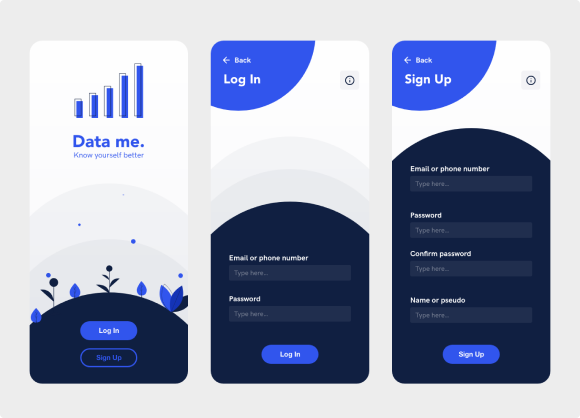 Data me.
Know yourself better
Log In
Sign Up
Back
Log In
Email or phone number
Type here...
Password
Type here...
Log In
Back
Sign Up
Email or phone number
Type here...
Password
Type here...
Confirm password
Type here...
Name or pseudo
Type here...
Sign Up